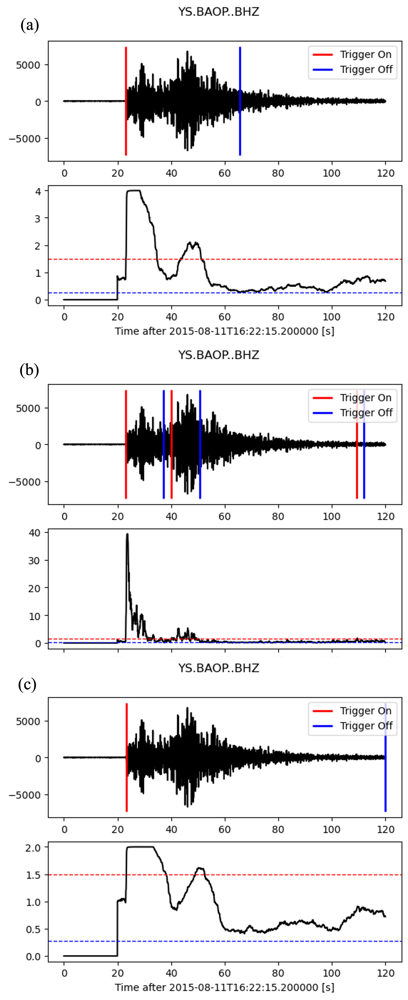 YS.BAOP..BHZ
(a)
Trigger On
Trigger Off
5000
0
−5000
0 20 40 60 80 100 120
4
3
2
1
0
0 20 40 60 80 100 120
Time after 2015-08-11T16:22:15.200000 [s]
YS.BAOP..BHZ
(b)
Trigger On
Trigger Off
5000
0
−5000
0 20 40 60 80 100 120
40
30
20
10
0
YS.BAOP..BHZ
(c)
Trigger On
Trigger Off
5000
0
−5000
0 20 40 60 80 100 120
2.0
1.5
1.0
0.5
0.0
0 20 40 60 80 100 120
Time after 2015-08-11T16:22:15.200000 [s]